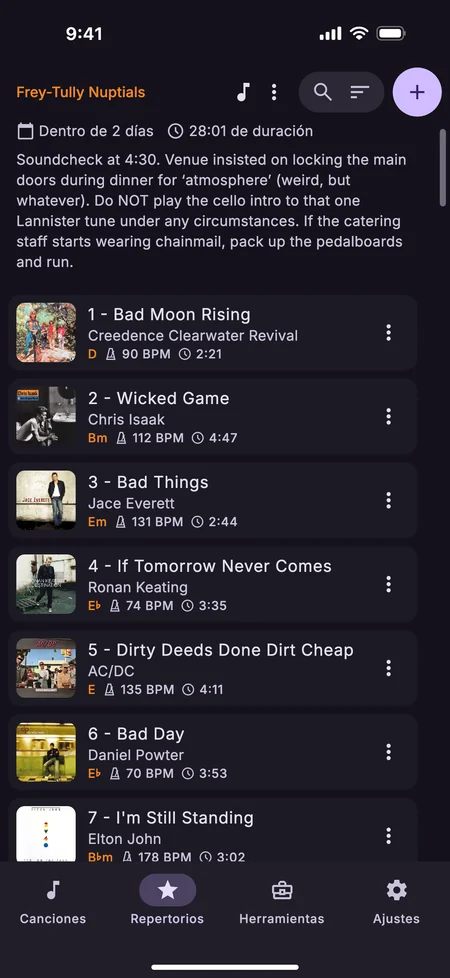 9:41
Frey-Tully Nuptials
Dentro de 2 días 28:01 de duración
Soundcheck at 4:30. Venue insisted on locking the main
doors during dinner for ‘atmosphere’ (weird, but
whatever). Do NOT play the cello intro to that one
Lannister tune under any circumstances. If the catering
staff starts wearing chainmail, pack up the pedalboards
and run.
1 - Bad Moon Rising
Creedence Clearwater Revival
D 90 BPM 2:21
2 - Wicked Game
Chris Isaak
Bm 112 BPM 4:47
3 - Bad Things
Jace Everett
Em 131 BPM 2:44
4 - If Tomorrow Never Comes
Ronan Keating
E♭ 74 BPM 3:35
5 - Dirty Deeds Done Dirt Cheap
AC/DC
E 135 BPM 4:11
6 - Bad Day
Daniel Powter
E♭ 70 BPM 3:53
7 - I'm Still Standing
Elton John
B♭m 178 BPM 3:02
Canciones Repertorios Herramientas Ajustes